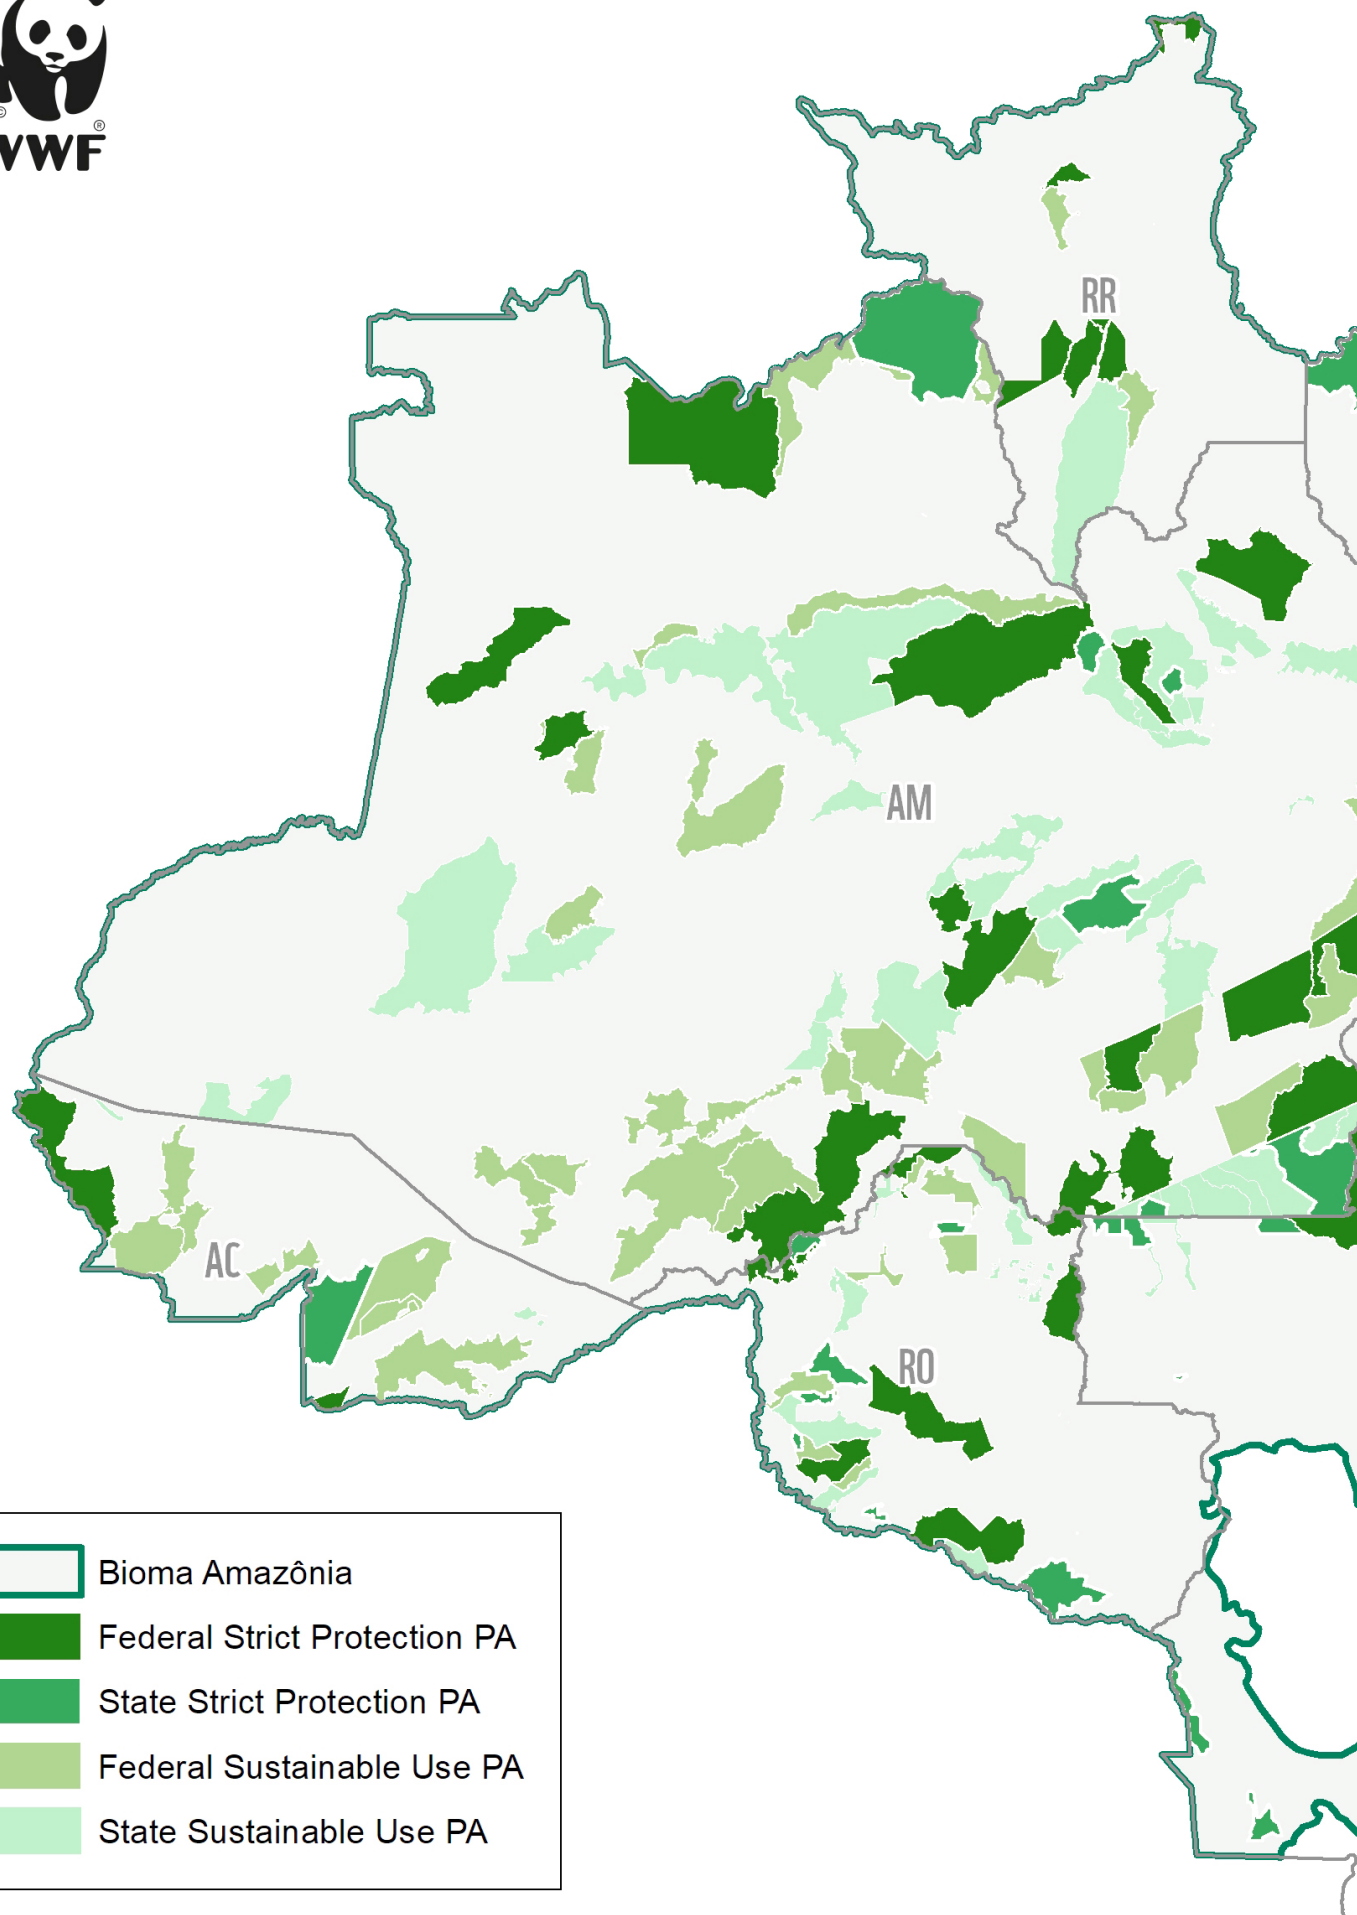 ©
®
WWF
RR
AM
AC
RO
Bioma Amazônia
Federal Strict Protection PA
State Strict Protection PA
Federal Sustainable Use PA
State Sustainable Use PA